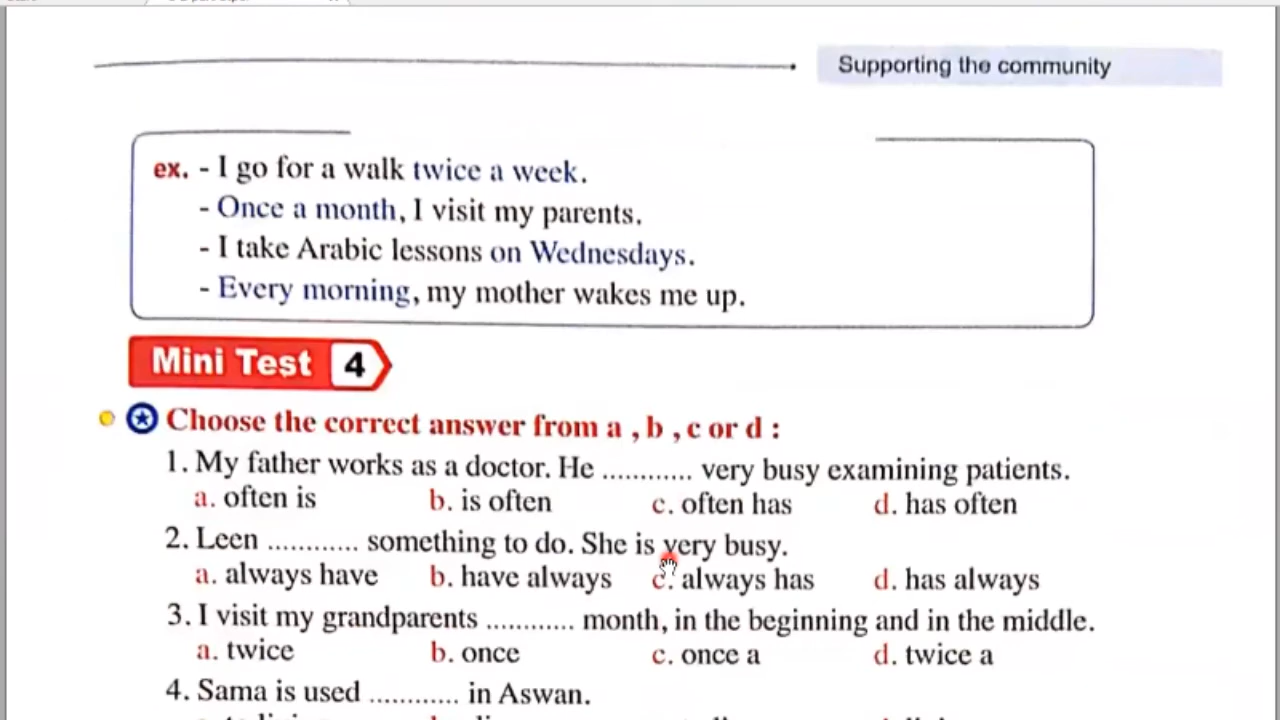 Supporting the community
ex. - I go for a walk twice a week.
- Once a month, I visit my parents.
- I take Arabic lessons on Wednesdays.
- Every morning, my mother wakes me up.
Mini Test 4
Choose the correct answer from a , b , c or d :
1. My father works as a doctor. He ............ very busy examining patients.
a. often is b. is often c. often has d. has often
2. Leen ............ something to do. She is very busy.
a. always have b. have always c. always has d. has always
3. I visit my grandparents ............ month, in the beginning and in the middle.
a. twice b. once c. once a d. twice a
4. Sama is used ............ in Aswan.